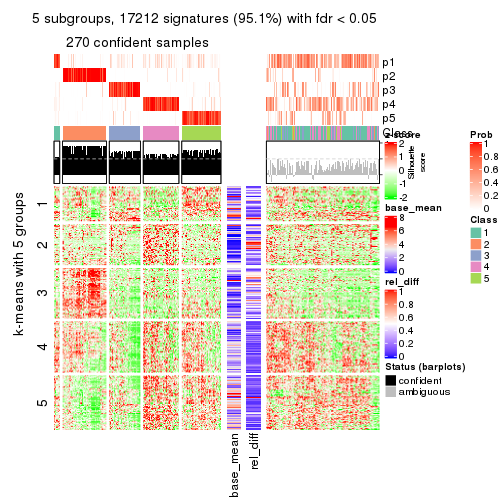 5 subgroups, 17212 signatures (95.1%) with fdr < 0.05
270 confident samples
p1
p2
p3
p4
p5
Class
Silhouette
score
k-means with 5 groups
1
2
3
4
5
base_mean
rel_diff
z-score
2
1
0
-1
-2
base_mean
8
6
4
2
0
rel_diff
1
0.8
0.6
0.4
0.2
0
Status (barplots)
confident
ambiguous
Prob
1
0.8
0.6
0.4
0.2
0
Class
1
2
3
4
5